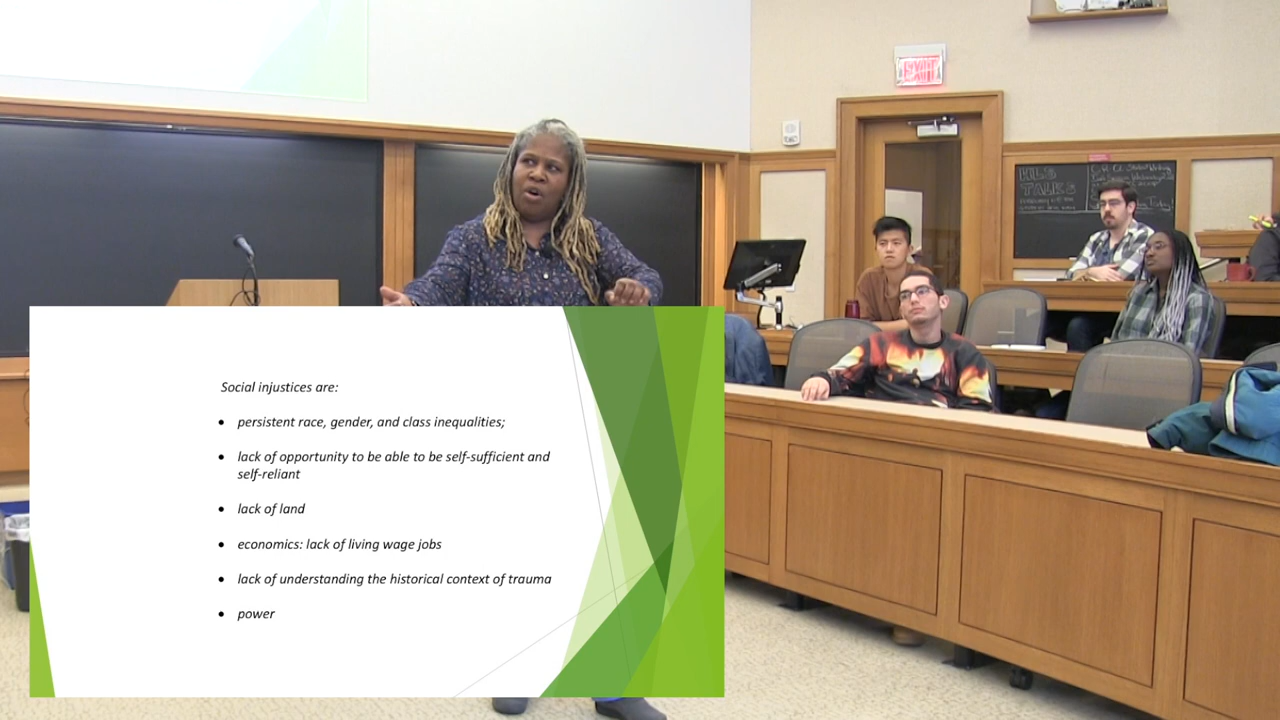 EXIT
HLS
TALKS
Social injustices are:
• persistent race, gender, and class inequalities;
• lack of opportunity to be able to be self-sufficient and
self-reliant
• lack of land
• economics: lack of living wage jobs
• lack of understanding the historical context of trauma
• power